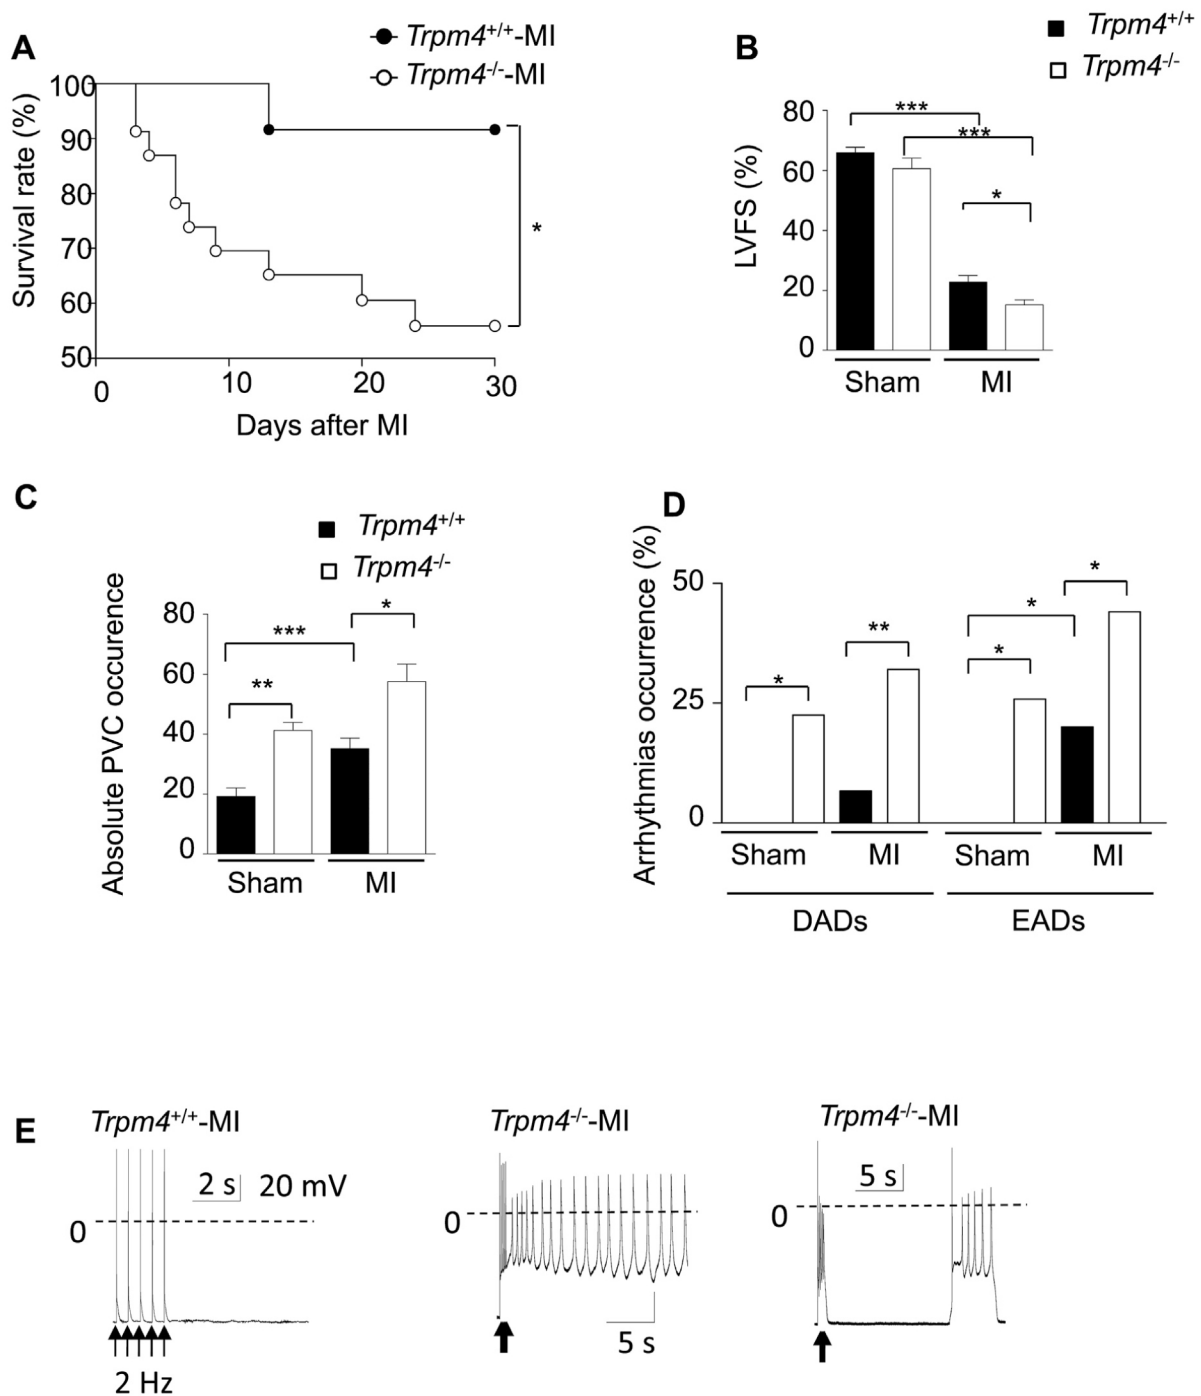 A
Trpm4+/+-MI
Trpm4-/--MI
Survival rate (%)
100
90
80
70
60
50
0
10
20
30
Days after MI
*
B
Trpm4+/+
Trpm4-/-
LVFS (%)
80
60
40
20
0
***
***
*
Sham
MI
C
Trpm4+/+
Trpm4-/-
Absolute PVC occurence
80
60
40
20
0
***
*
**
Sham
MI
D
Arrhythmias occurrence (%)
50
25
0
*
**
*
*
*
Sham
MI
Sham
MI
DADs
EADs
E
Trpm4+/+-MI
2 s
20 mV
0
2 Hz
Trpm4-/--MI
0
5 s
Trpm4-/--MI
5 s
0